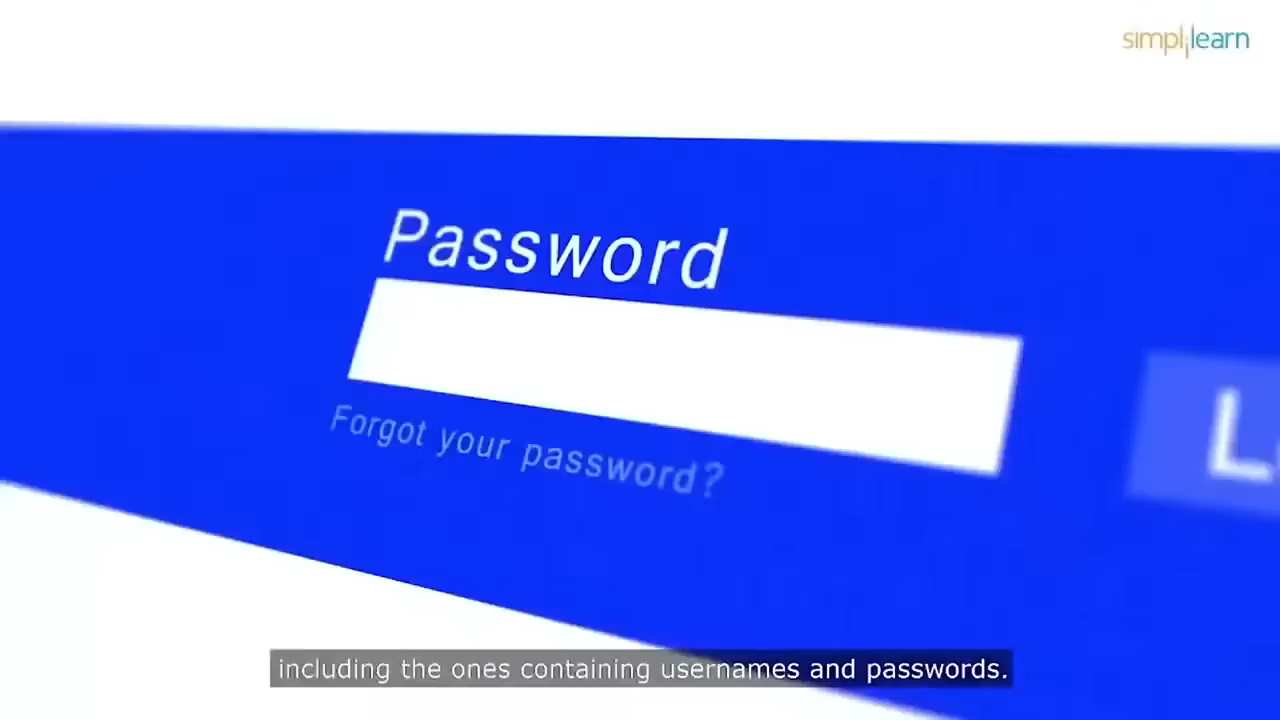 simplilearn
Password
Forgot your password?
including the ones containing usernames and passwords.